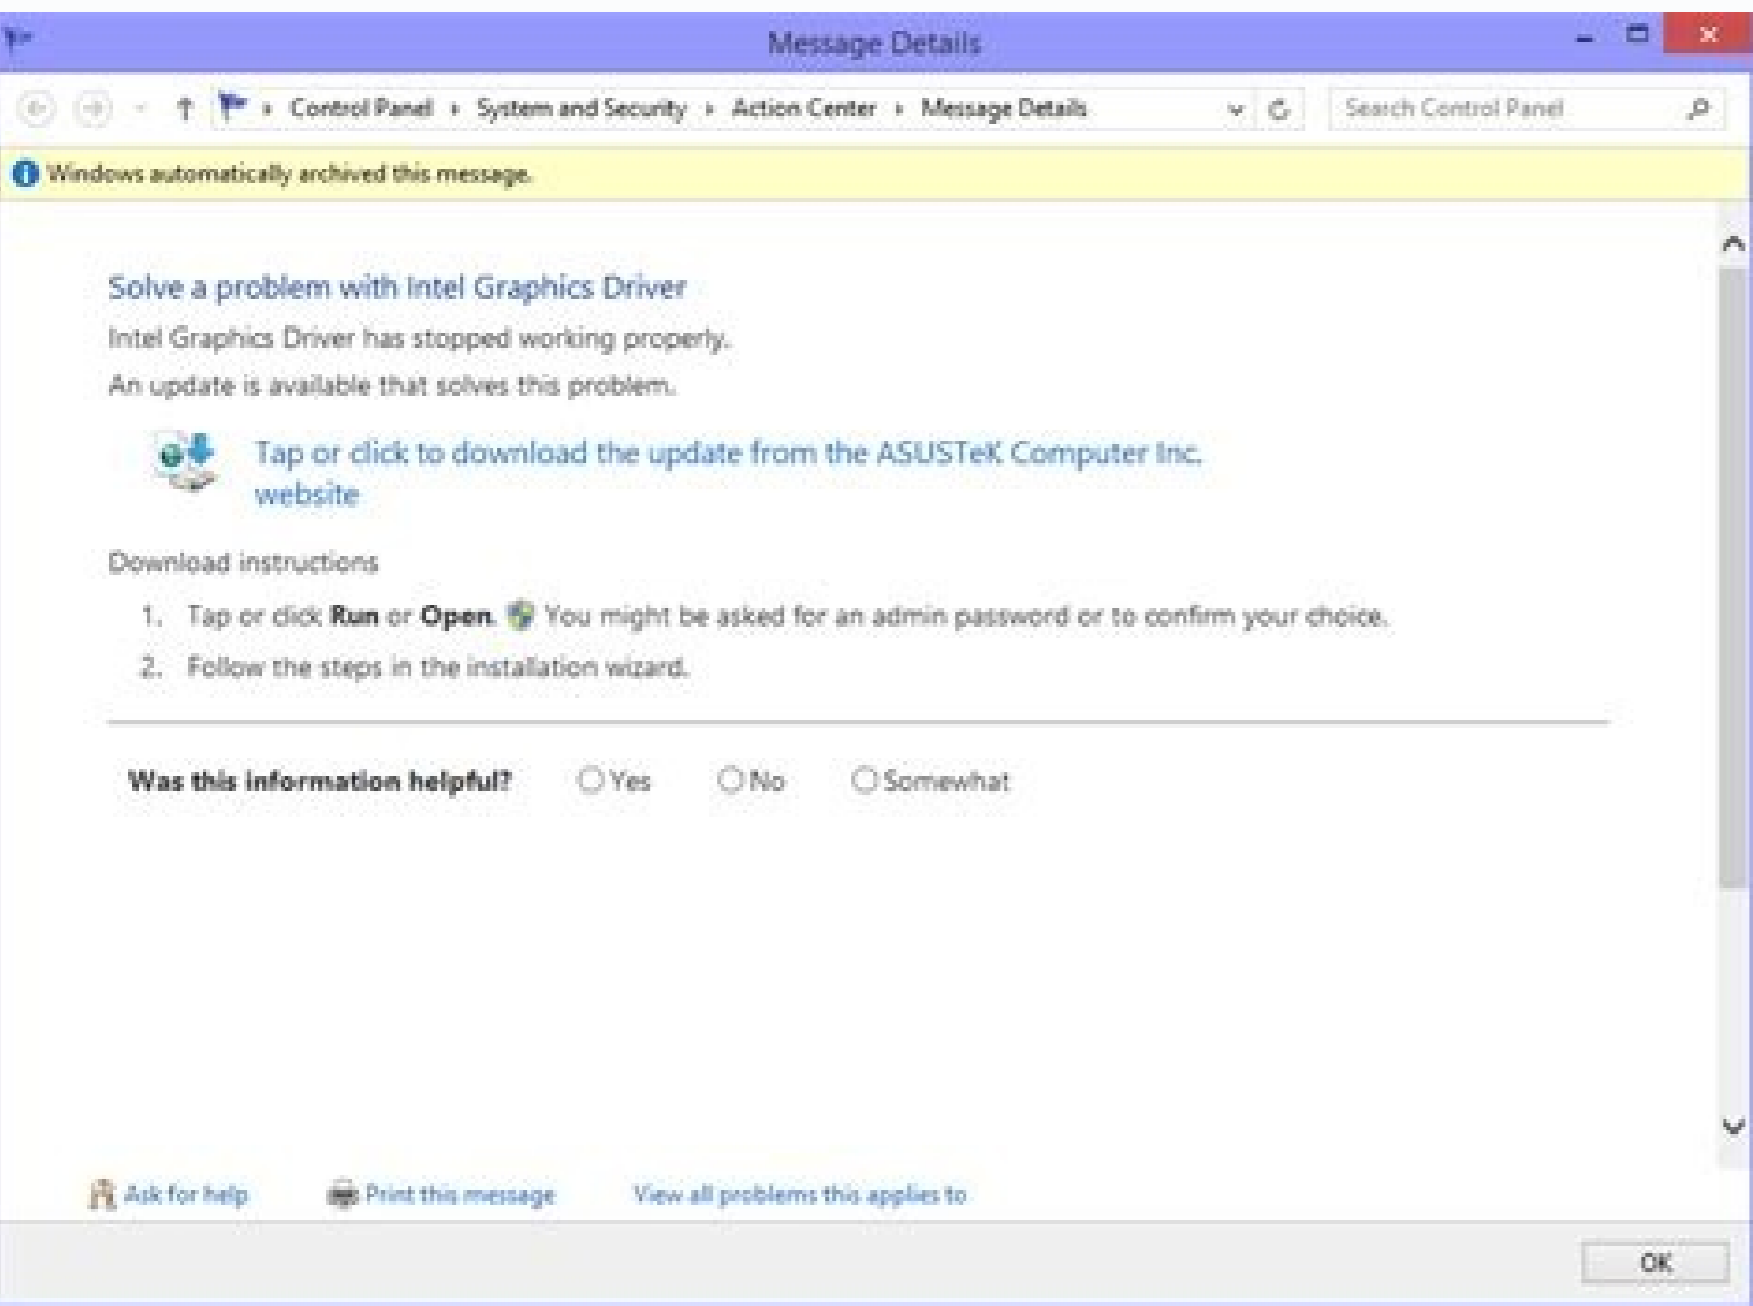 Message Details
Control Panel System and Security Action Center Message Details Search Control Panel
Windows automatically archived this message.
Solve a problem with Intel Graphics Driver
Intel Graphics Driver has stopped working properly.
An update is available that solves this problem.
Tap or click to download the update from the ASUSTeK Computer Inc.
website
Download instructions
1. Tap or click Run or Open. You might be asked for an admin password or to confirm your choice.
2. Follow the steps in the installation wizard.
Was this information helpful? Yes No Somewhat
Ask for help Print this message View all problems this applies to
OK